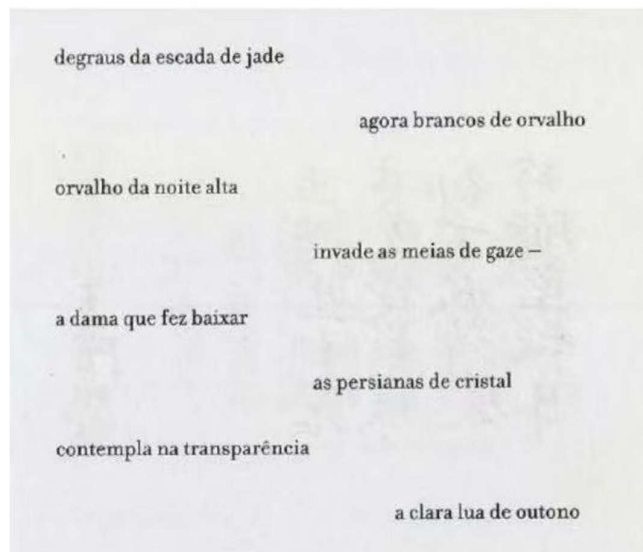 degraus da escada de jade
agora brancos de orvalho
orvalho da noite alta
invade as meias de gaze –
a dama que fez baixar
as persianas de cristal
contempla na transparência
a clara lua de outono